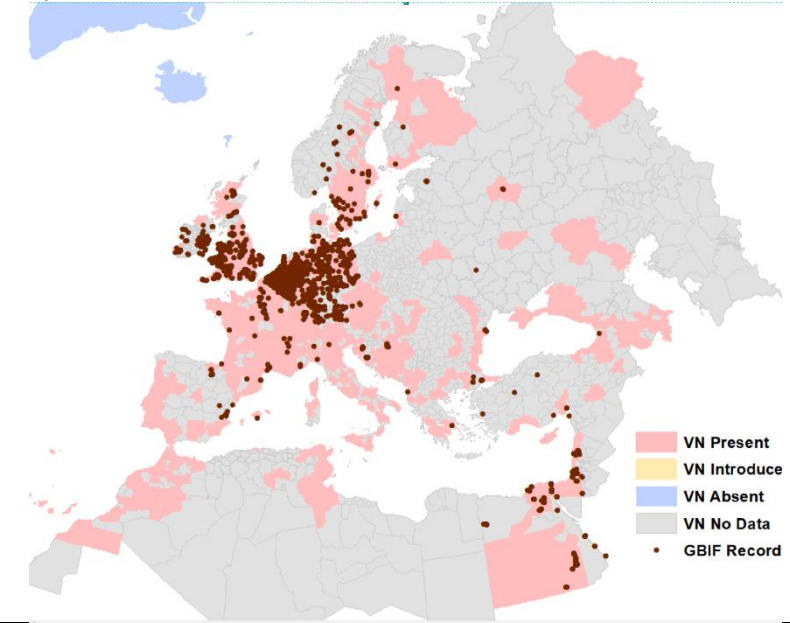 VN Present
VN Introduce
VN Absent
VN No Data
GBIF Record